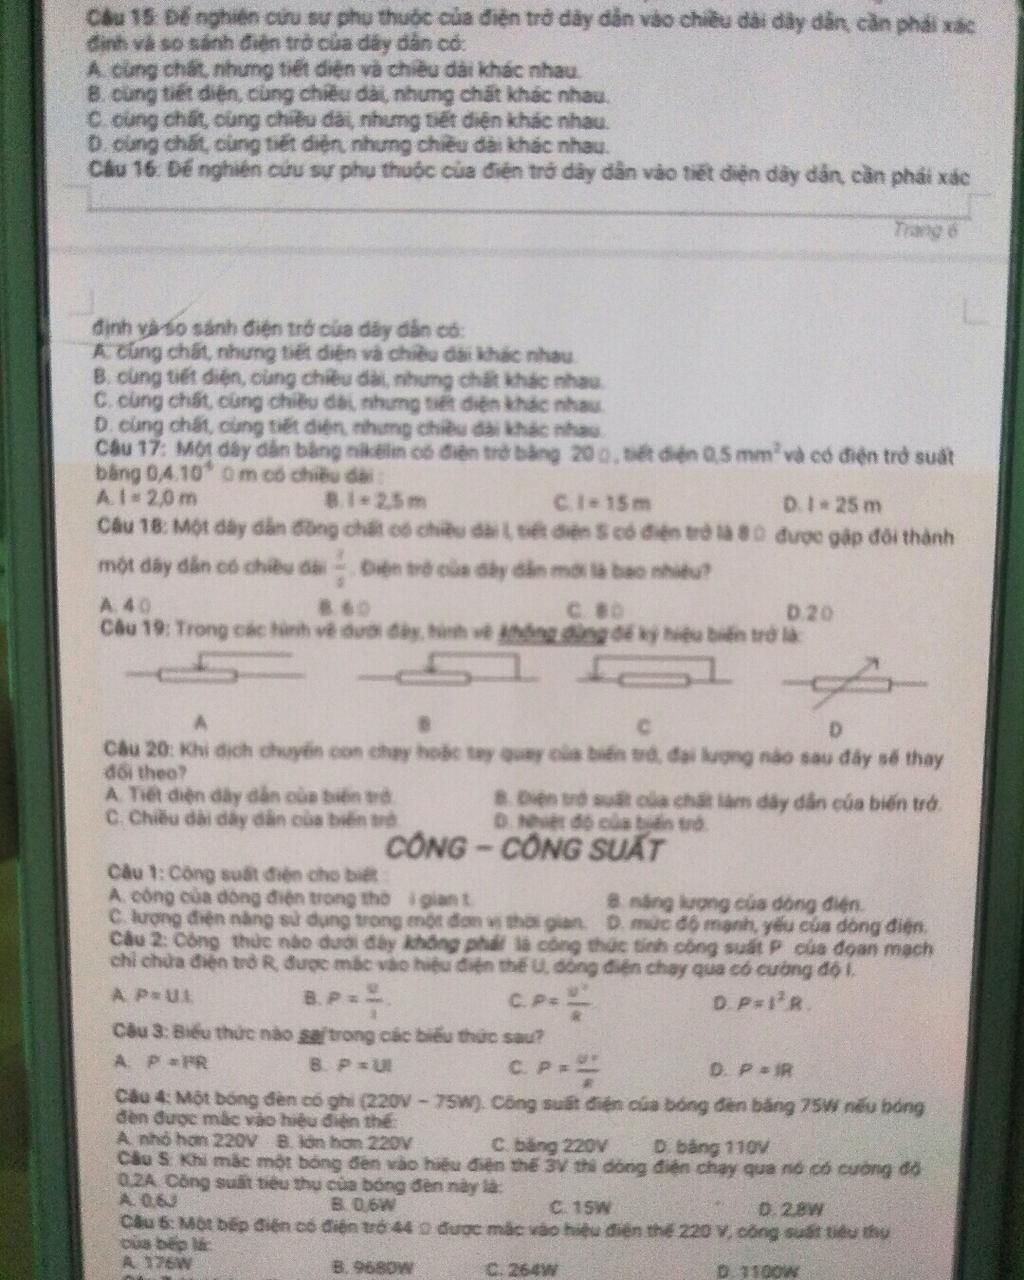 Câu 15: Để nghiên cứu sự phụ thuộc của điện trở dây dẫn vào chiều dài dây dẫn, cần phải xác
định và so sánh điện trở của dây dẫn có:
A. cùng chất, nhưng tiết diện và chiều dài khác nhau.
B. cùng tiết diện, cùng chiều dài, nhưng chất khác nhau.
C. cùng chất, cùng chiều dài, nhưng tiết diện khác nhau.
D. cùng chất, cùng tiết diện, nhưng chiều dài khác nhau.
Câu 16: Để nghiên cứu sự phụ thuộc của điện trở dây dẫn vào tiết diện dây dẫn, cần phải xác
Trang 6
định và so sánh điện trở của dây dẫn có:
A. cùng chất, nhưng tiết diện và chiều dài khác nhau.
B. cùng tiết diện, cùng chiều dài, nhưng chất khác nhau.
C. cùng chất, cùng chiều dài, nhưng tiết diện khác nhau.
D. cùng chất, cùng tiết diện, nhưng chiều dài khác nhau.
Câu 17: Một dây dẫn bằng nikêlin có điện trở bằng 20 Ω, tiết diện 0,5 mm² và có điện trở suất
bằng 0,4.10⁻⁶ Ω m có chiều dài :
A. l = 2,0 m B. l = 2,5 m C. l = 15 m D. l = 25 m
Câu 18: Một dây dẫn đồng chất có chiều dài l, tiết diện S có điện trở là 8 Ω được gập đôi thành
một dây dẫn có chiều dài l/2. Điện trở của dây dẫn mới là bao nhiêu?
A. 4 Ω B. 6 Ω C. 8 Ω D. 2 Ω
Câu 19: Trong các hình vẽ dưới đây, hình vẽ không dùng để ký hiệu biến trở là:
A B C D
Câu 20: Khi dịch chuyển con chạy hoặc tay quay của biến trở, đại lượng nào sau đây sẽ thay
đổi theo?
A. Tiết diện dây dẫn của biến trở. B. Điện trở suất của chất làm dây dẫn của biến trở.
C. Chiều dài dây dẫn của biến trở. D. Nhiệt độ của biến trở.
CÔNG – CÔNG SUẤT
Câu 1: Công suất điện cho biết :
A. công của dòng điện trong thờ i gian t. B. năng lượng của dòng điện.
C. lượng điện năng sử dụng trong một đơn vị thời gian. D. mức độ mạnh, yếu của dòng điện.
Câu 2: Công thức nào dưới đây không phải là công thức tính công suất P của đoạn mạch
chỉ chứa điện trở R, được mắc vào hiệu điện thế U, dòng điện chạy qua có cường độ I.
A. P= U.I. B. P = U/I. C. P= U²/R. D. P=I².R.
Câu 3: Biểu thức nào sai trong các biểu thức sau?
A. P =I²R B. P = UI C. P = U²/R D. P = IR
Câu 4: Một bóng đèn có ghi (220V – 75W). Công suất điện của bóng đèn bằng 75W nếu bóng
đèn được mắc vào hiệu điện thế:
A. nhỏ hơn 220V B. lớn hơn 220V C. bằng 220V D. bằng 110V
Câu 5: Khi mắc một bóng đèn vào hiệu điện thế 3V thì dòng điện chạy qua nó có cường độ
0,2A. Công suất tiêu thụ của bóng đèn này là:
A. 0,6J B. 0,6W C. 15W D. 2,8W
Câu 6: Một bếp điện có điện trở 44 Ω được mắc vào hiệu điện thế 220 V, công suất tiêu thụ
của bếp là:
A. 176W B. 9680W C. 264W D. 1100W